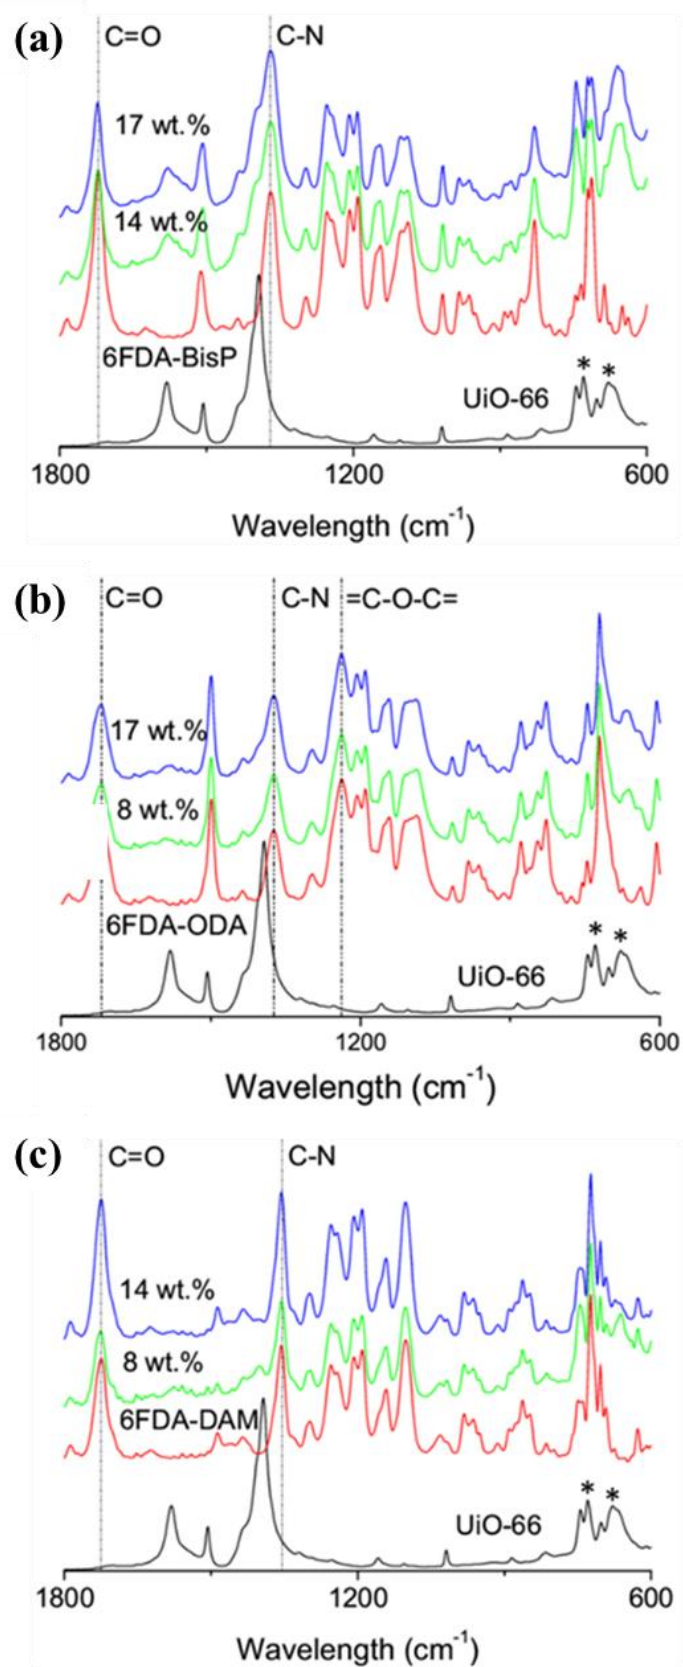 (a)
C=O
C-N
17 wt.%
14 wt.%
6FDA-BisP
* *
UiO-66
1800 1200 600
Wavelength (cm⁻¹)
(b)
C=O
C-N =C-O-C=
17 wt.%
8 wt.%
6FDA-ODA
* *
UiO-66
1800 1200 600
Wavelength (cm⁻¹)
(c)
C=O
C-N
14 wt.%
8 wt.%
6FDA-DAM
* *
UiO-66
1800 1200 600
Wavelength (cm⁻¹)